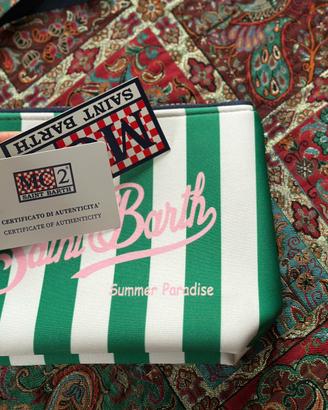 MC2
SAINT BARTH
MC2
SAINT BARTH
CERTIFICATO DI AUTENTICITA'
CERTIFICATE OF AUTHENTICITY
Saint Barth
Summer Paradise